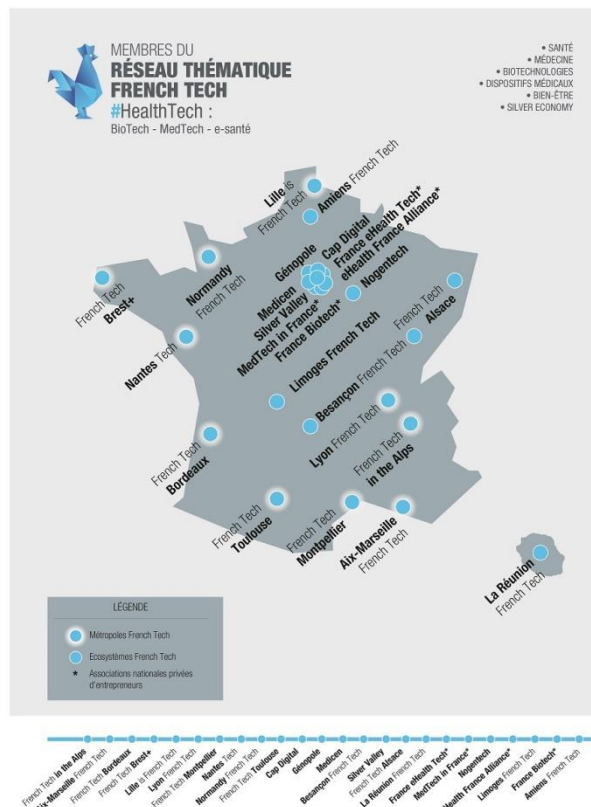 MEMBRES DU
RÉSEAU THÉMATIQUE
FRENCH TECH
#HealthTech :
BioTech - MedTech - e-santé
• SANTÉ
• MÉDECINE
• BIOTECHNOLOGIES
• DISPOSITIFS MÉDICAUX
• BIEN-ÊTRE
• SILVER ECONOMY
Lille is
French Tech
Amiens French Tech
Normandy
French Tech
French Tech
Brest+
Génopole
Cap Digital
France eHealth Tech*
eHealth France Alliance*
Nogentech
Medicen
Silver Valley
MedTech in France*
France Biotech*
French Tech
Alsace
Nantes Tech
Limoges French Tech
Besançon French Tech
Lyon French Tech
French Tech
in the Alps
French Tech
Bordeaux
French Tech
Toulouse
French Tech
Montpellier
Aix-Marseille
French Tech
La Réunion
French Tech
LÉGENDE
Métropoles French Tech
Ecosystèmes French Tech
* Associations nationales privées
d'entrepreneurs
French Tech in the Alps
Aix-Marseille French Tech
French Tech Bordeaux
French Tech Brest+
Lille is French Tech
Lyon French Tech
French Tech Montpellier
Nantes Tech
Normandy French Tech
French Tech Toulouse
Cap Digital
Génopole
Medicen
Besançon French Tech
Silver Valley
French Tech Alsace
La Réunion French Tech
France eHealth Tech*
MedTech in France*
Nogentech
eHealth France Alliance*
Limoges French Tech
France Biotech*
Amiens French Tech